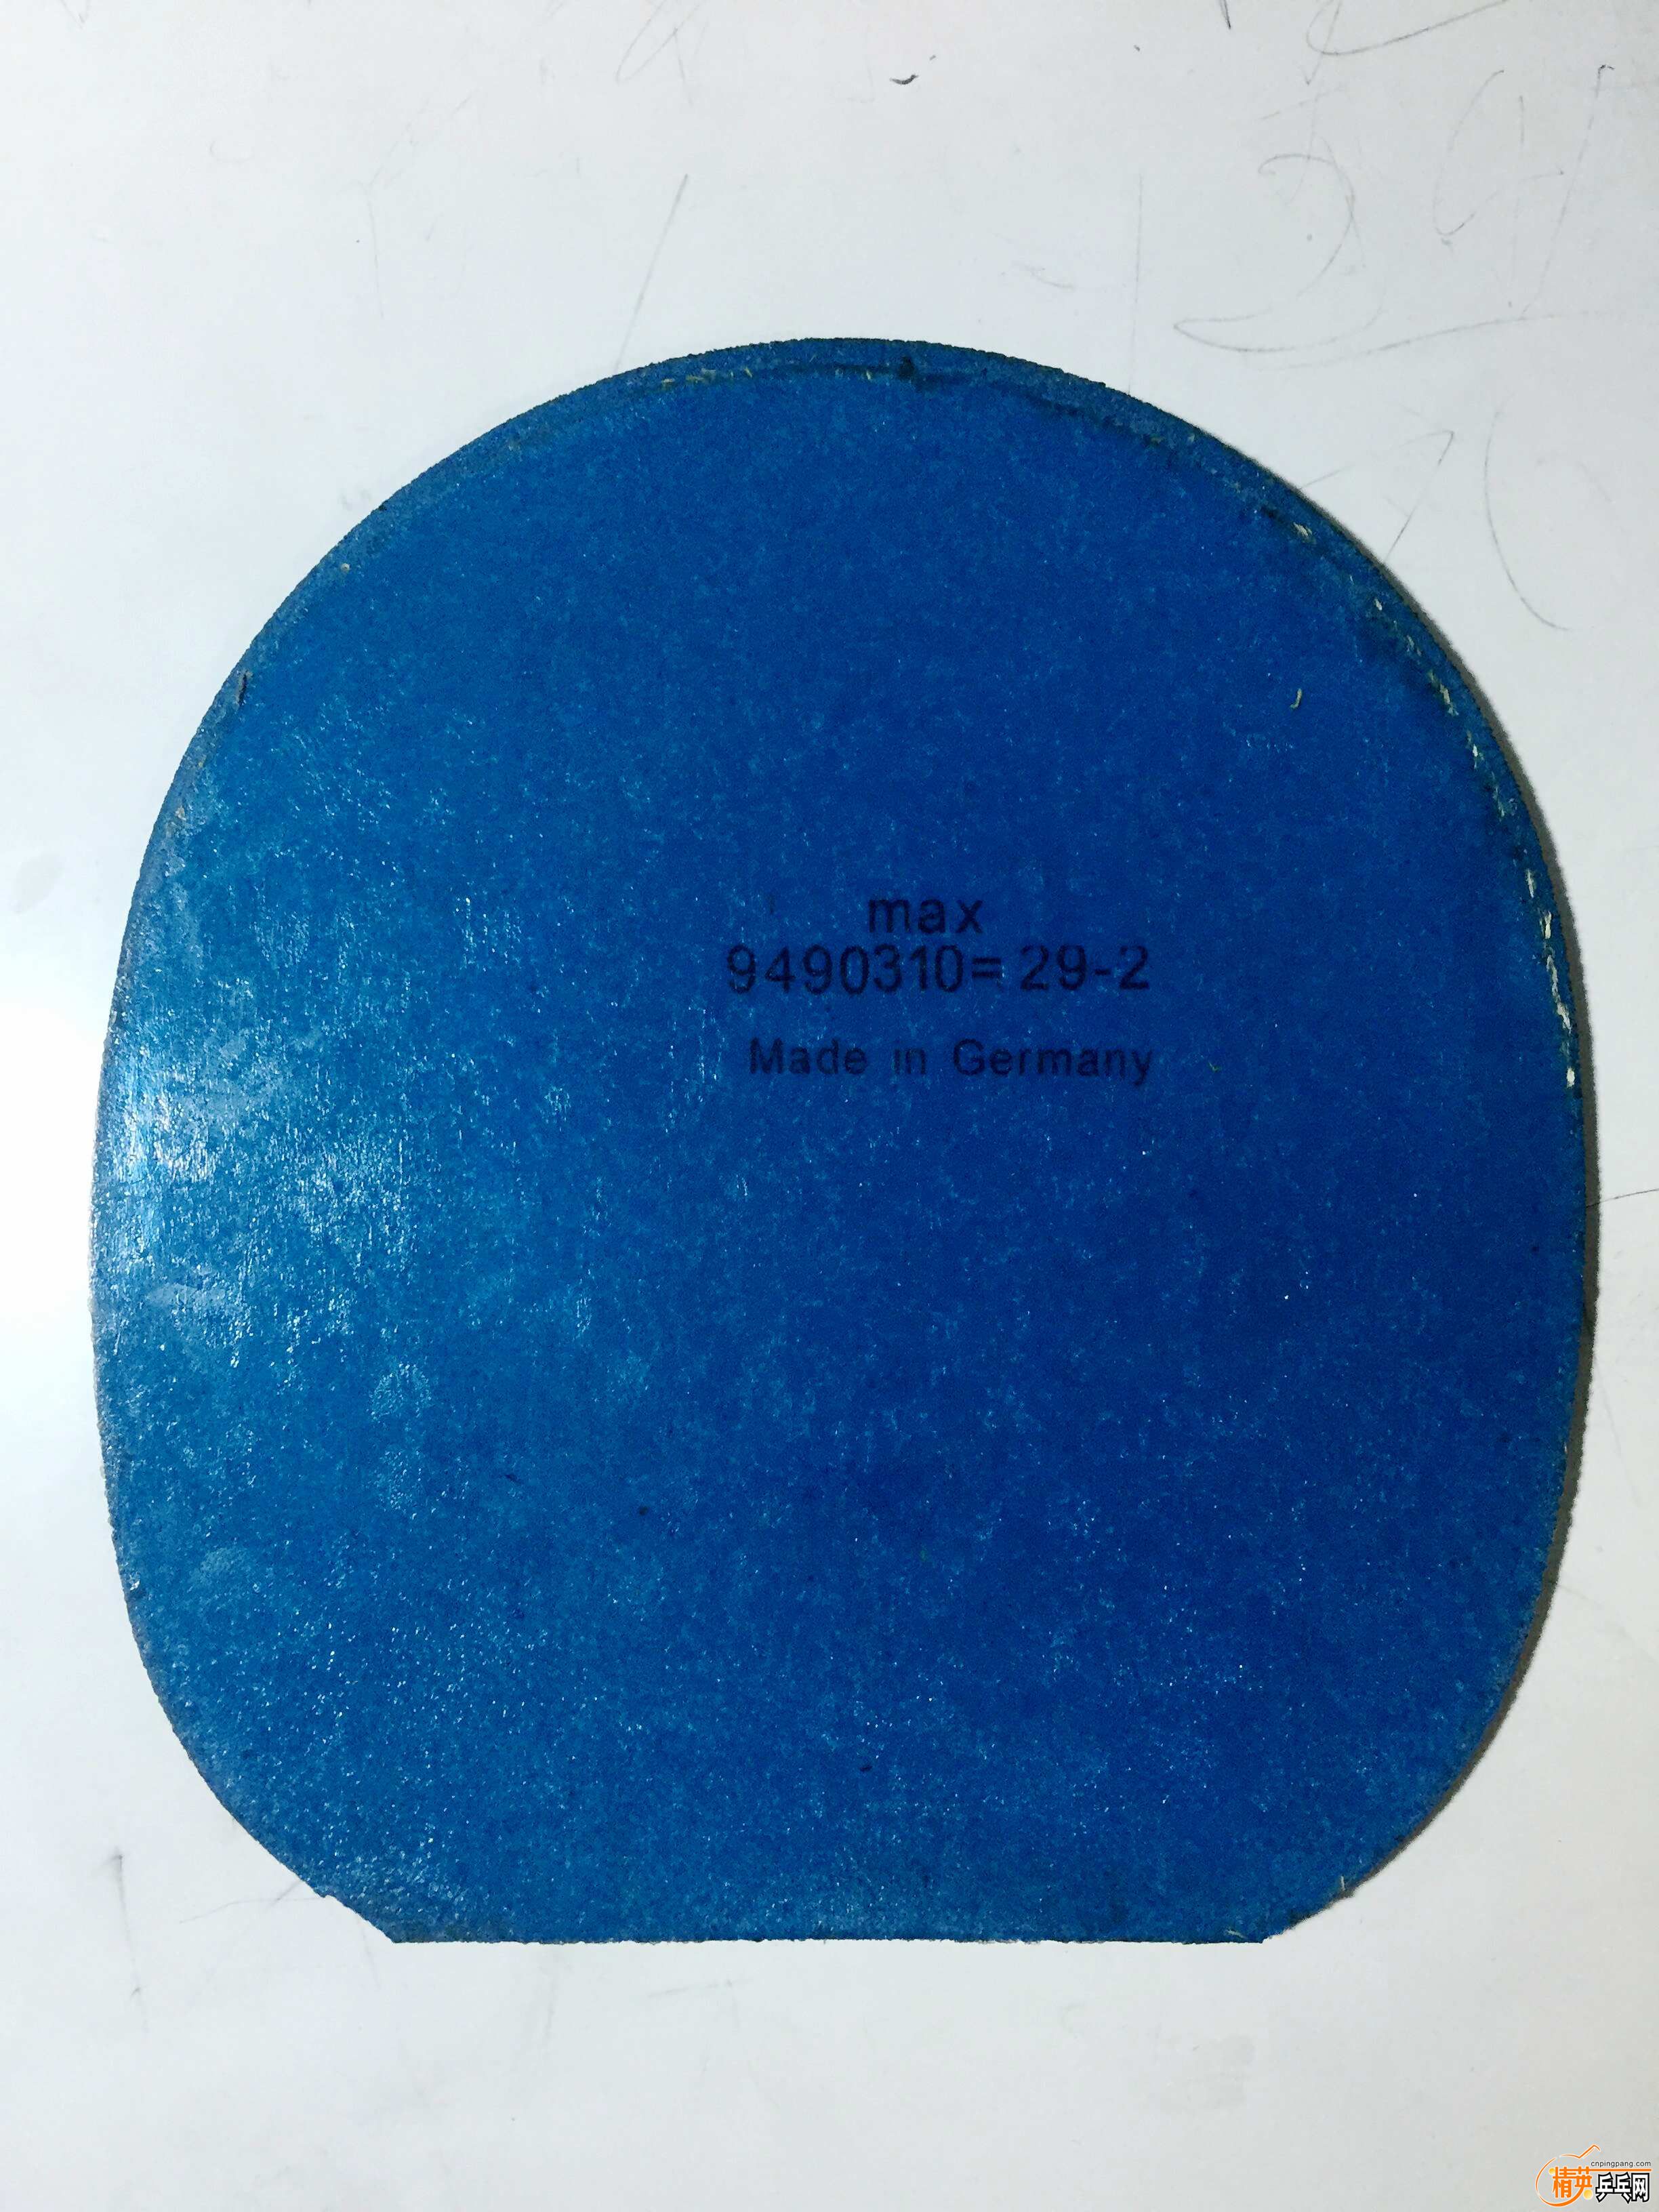 max
9490310= 29-2
Made in Germany
cnpingpang.com
精英乒乓网